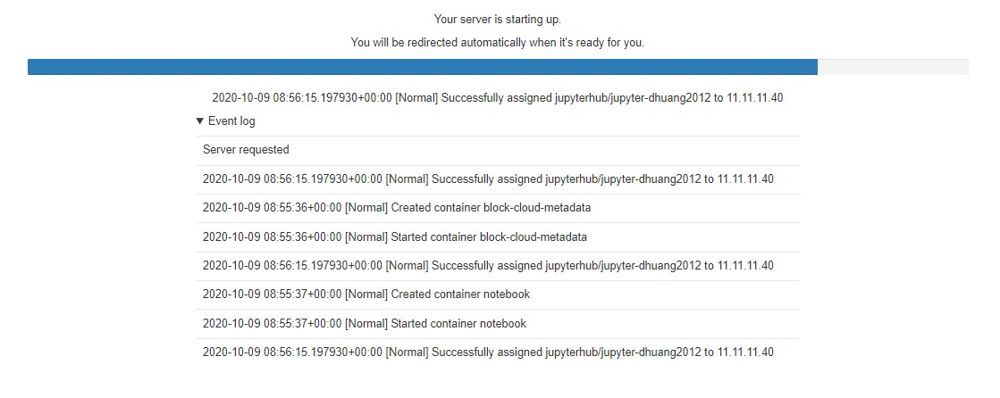 Your server is starting up.
You will be redirected automatically when it's ready for you.
2020-10-09 08:56:15.197930+00:00 [Normal] Successfully assigned jupyterhub/jupyter-dhuang2012 to 11.11.11.40
▼ Event log
Server requested
2020-10-09 08:56:15.197930+00:00 [Normal] Successfully assigned jupyterhub/jupyter-dhuang2012 to 11.11.11.40
2020-10-09 08:55:36+00:00 [Normal] Created container block-cloud-metadata
2020-10-09 08:55:36+00:00 [Normal] Started container block-cloud-metadata
2020-10-09 08:56:15.197930+00:00 [Normal] Successfully assigned jupyterhub/jupyter-dhuang2012 to 11.11.11.40
2020-10-09 08:55:37+00:00 [Normal] Created container notebook
2020-10-09 08:55:37+00:00 [Normal] Started container notebook
2020-10-09 08:56:15.197930+00:00 [Normal] Successfully assigned jupyterhub/jupyter-dhuang2012 to 11.11.11.40